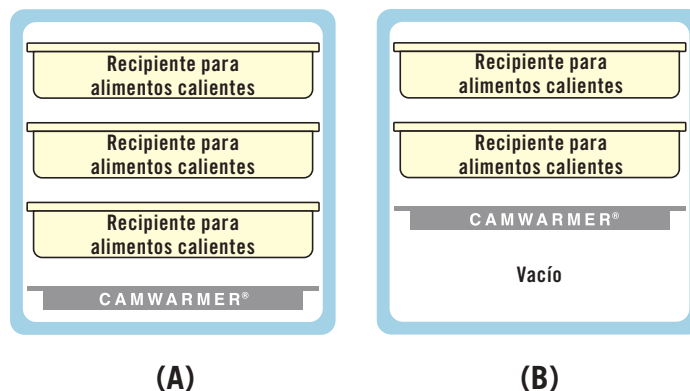 Recipiente para
alimentos calientes
Recipiente para
alimentos calientes
Recipiente para
alimentos calientes
CAMWARMER®
(A)
Recipiente para
alimentos calientes
Recipiente para
alimentos calientes
CAMWARMER®
Vacío
(B)